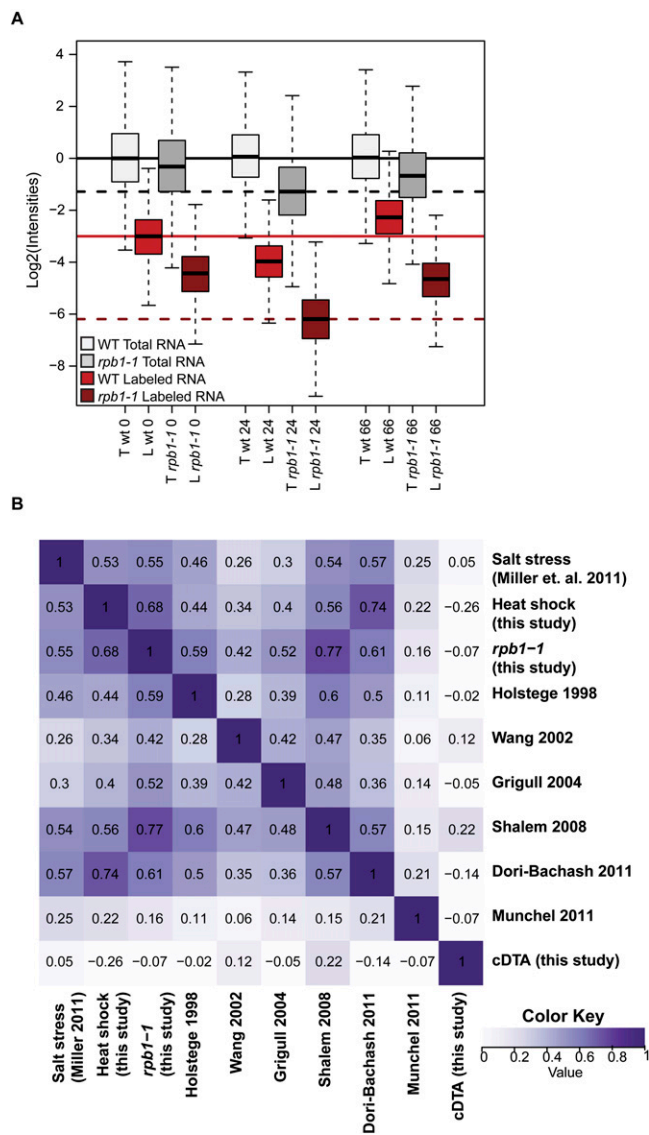 A
4
2
0
−2
−4
−6
−8
Log2(Intensities)
WT Total RNA
rpb1-1 Total RNA
WT Labeled RNA
rpb1-1 Labeled RNA
T wt 0
L wt 0
T rpb1-1 0
L rpb1-1 0
T wt 24
L wt 24
T rpb1-1 24
L rpb1-1 24
T wt 66
L wt 66
T rpb1-1 66
L rpb1-1 66
B
1 0.53 0.55 0.46 0.26 0.3 0.54 0.57 0.25 0.05 Salt stress
(Miller et. al. 2011)
0.53 1 0.68 0.44 0.34 0.4 0.56 0.74 0.22 −0.26 Heat shock
(this study)
0.55 0.68 1 0.59 0.42 0.52 0.77 0.61 0.16 −0.07 rpb1−1
(this study)
0.46 0.44 0.59 1 0.28 0.39 0.6 0.5 0.11 −0.02 Holstege 1998
0.26 0.34 0.42 0.28 1 0.42 0.47 0.35 0.06 0.12 Wang 2002
0.3 0.4 0.52 0.39 0.42 1 0.48 0.36 0.14 −0.05 Grigull 2004
0.54 0.56 0.77 0.6 0.47 0.48 1 0.57 0.15 0.22 Shalem 2008
0.57 0.74 0.61 0.5 0.35 0.36 0.57 1 0.21 −0.14 Dori-Bachash 2011
0.25 0.22 0.16 0.11 0.06 0.14 0.15 0.21 1 −0.07 Munchel 2011
0.05 −0.26 −0.07 −0.02 0.12 −0.05 0.22 −0.14 −0.07 1 cDTA (this study)
Salt stress
(Miller 2011)
Heat shock
(this study)
rpb1−1
(this study)
Holstege 1998
Wang 2002
Grigull 2004
Shalem 2008
Dori-Bachash 2011
Munchel 2011
cDTA (this study)
Color Key
0 0.2 0.4 0.6 0.8 1
Value